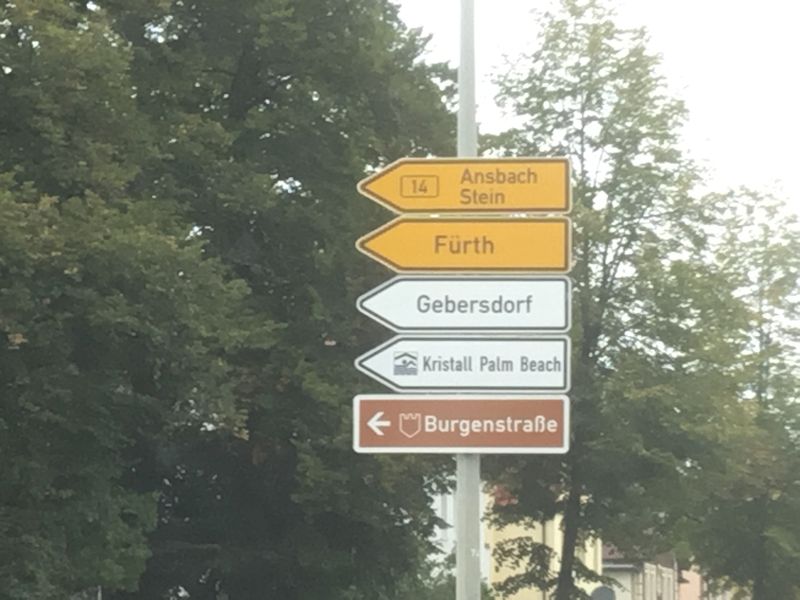 14 Ansbach
Stein
Fürth
Gebersdorf
Kristall Palm Beach
Burgenstraße